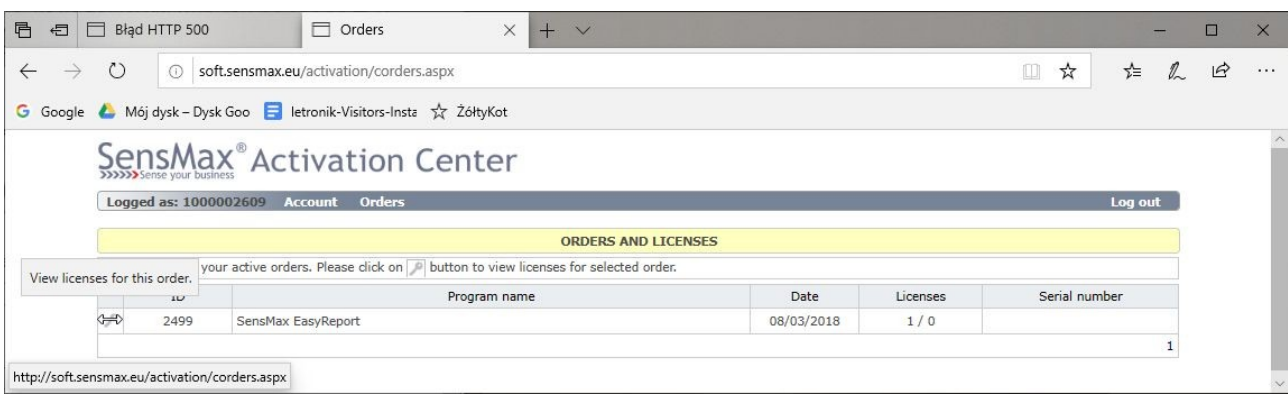 Błąd HTTP 500
Orders
soft.sensmax.eu/activation/corders.aspx
Google Mój dysk – Dysk Goo letronik-Visitors-Insta ŻółtyKot
SensMax® Activation Center
Sense your business
Logged as: 1000002609 Account Orders Log out
ORDERS AND LICENSES
your active orders. Please click on button to view licenses for selected order.
View licenses for this order.
ID Program name Date Licenses Serial number
2499 SensMax EasyReport 08/03/2018 1 / 0
1
http://soft.sensmax.eu/activation/corders.aspx